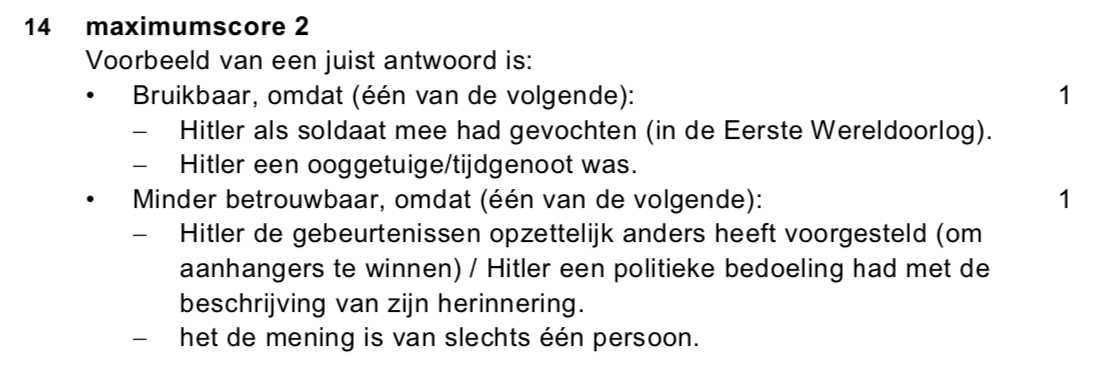 14 maximumscore 2
Voorbeeld van een juist antwoord is:
• Bruikbaar, omdat (één van de volgende): 1
− Hitler als soldaat mee had gevochten (in de Eerste Wereldoorlog).
− Hitler een ooggetuige/tijdgenoot was.
• Minder betrouwbaar, omdat (één van de volgende): 1
− Hitler de gebeurtenissen opzettelijk anders heeft voorgesteld (om
aanhangers te winnen) / Hitler een politieke bedoeling had met de
beschrijving van zijn herinnering.
− het de mening is van slechts één persoon.